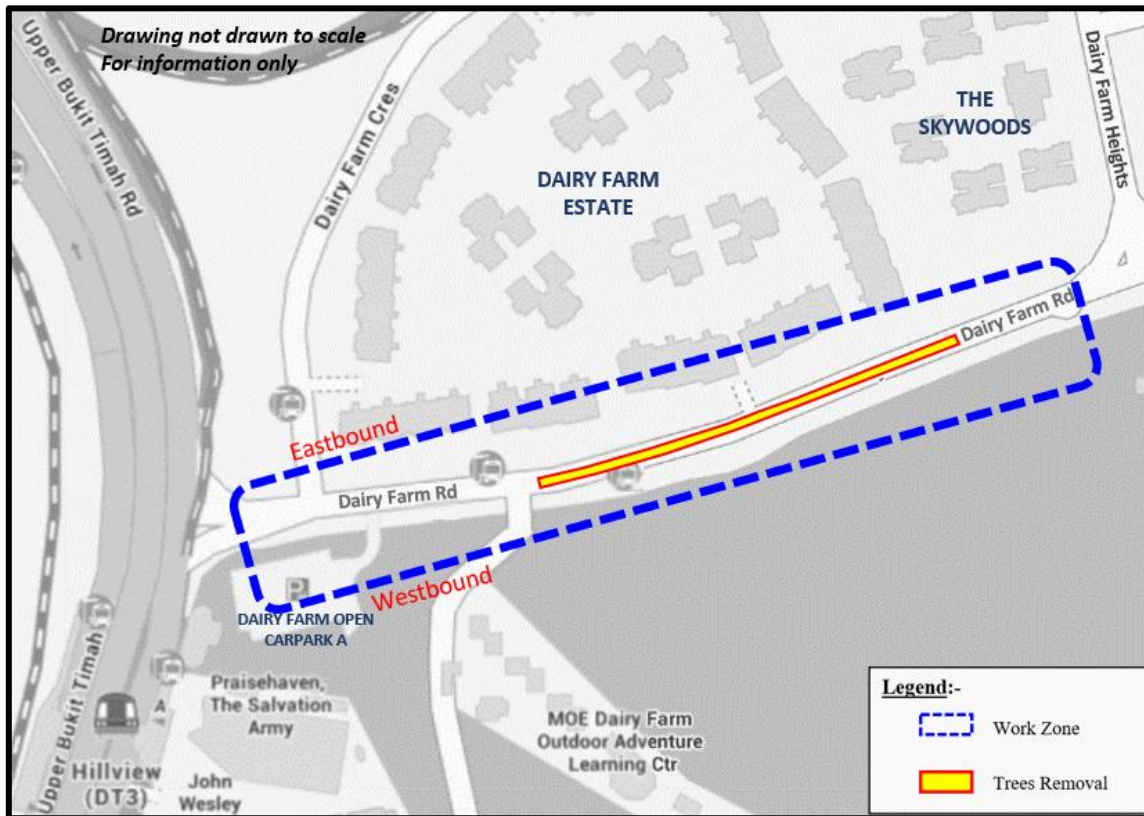 Drawing not drawn to scale
For information only
Upper Bukit Timah Rd
Dairy Farm Cres
Dairy Farm Heights
THE
SKYWOODS
DAIRY FARM
ESTATE
Dairy Farm Rd
Eastbound
Dairy Farm Rd
Westbound
P
DAIRY FARM OPEN
CARPARK A
Upper Bukit Timah
A
Praisehaven,
The Salvation
Army
MOE Dairy Farm
Outdoor Adventure
Learning Ctr
Hillview
(DT3)
John
Wesley
Legend:-
Work Zone
Trees Removal